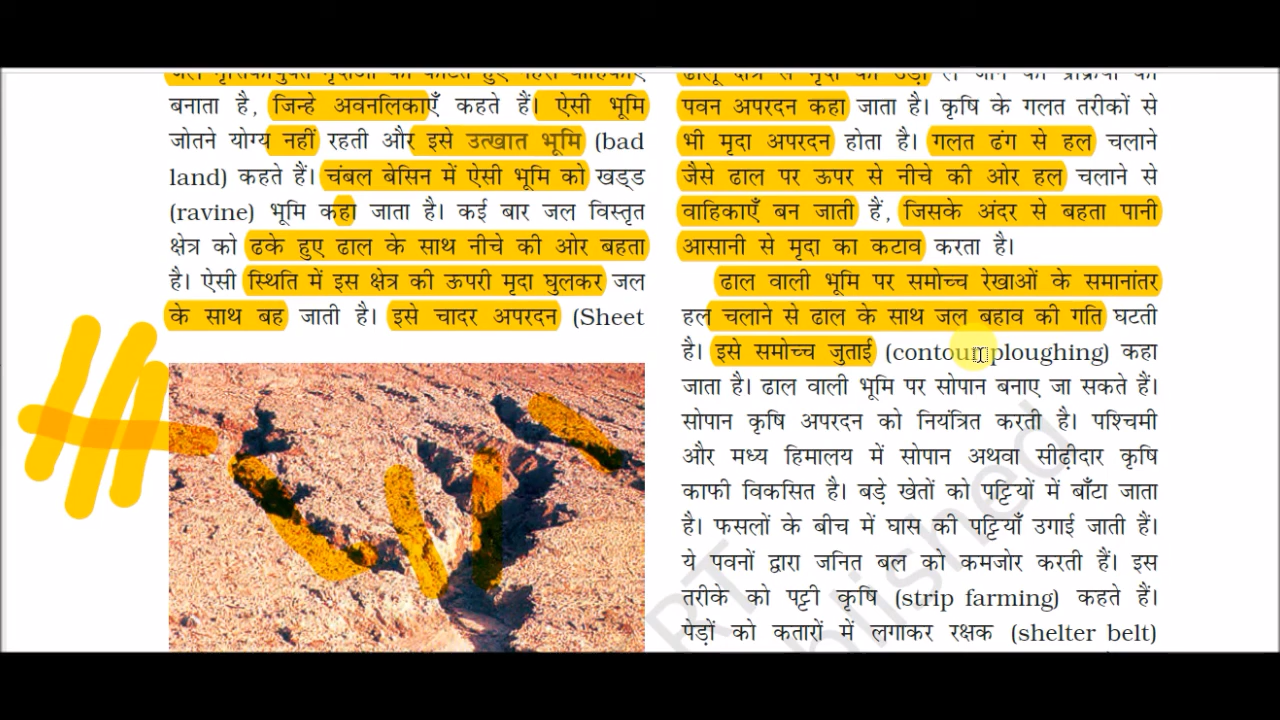 बनाता है, जिन्हे अवनलिकाएँ कहते हैं। ऐसी भूमि
जोतने योग्य नहीं रहती और इसे उत्खात भूमि (bad
land) कहते हैं। चंबल बेसिन में ऐसी भूमि को खड्ड
(ravine) भूमि कहा जाता है। कई बार जल विस्तृत
क्षेत्र को ढके हुए ढाल के साथ नीचे की ओर बहता
है। ऐसी स्थिति में इस क्षेत्र की ऊपरी मृदा घुलकर जल
के साथ बह जाती है। इसे चादर अपरदन (Sheet
पवन अपरदन कहा जाता है। कृषि के गलत तरीकों से
भी मृदा अपरदन होता है। गलत ढंग से हल चलाने
जैसे ढाल पर ऊपर से नीचे की ओर हल चलाने से
वाहिकाएँ बन जाती हैं, जिसके अंदर से बहता पानी
आसानी से मृदा का कटाव करता है।
ढाल वाली भूमि पर समोच्च रेखाओं के समानांतर
हल चलाने से ढाल के साथ जल बहाव की गति घटती
है। इसे समोच्च जुताई (contour ploughing) कहा
जाता है। ढाल वाली भूमि पर सोपान बनाए जा सकते हैं।
सोपान कृषि अपरदन को नियंत्रित करती है। पश्चिमी
और मध्य हिमालय में सोपान अथवा सीढ़ीदार कृषि
काफी विकसित है। बड़े खेतों को पट्टियों में बाँटा जाता
है। फसलों के बीच में घास की पट्टियाँ उगाई जाती हैं।
ये पवनों द्वारा जनित बल को कमजोर करती हैं। इस
तरीके को पट्टी कृषि (strip farming) कहते हैं।
पेड़ों को कतारों में लगाकर रक्षक (shelter belt)